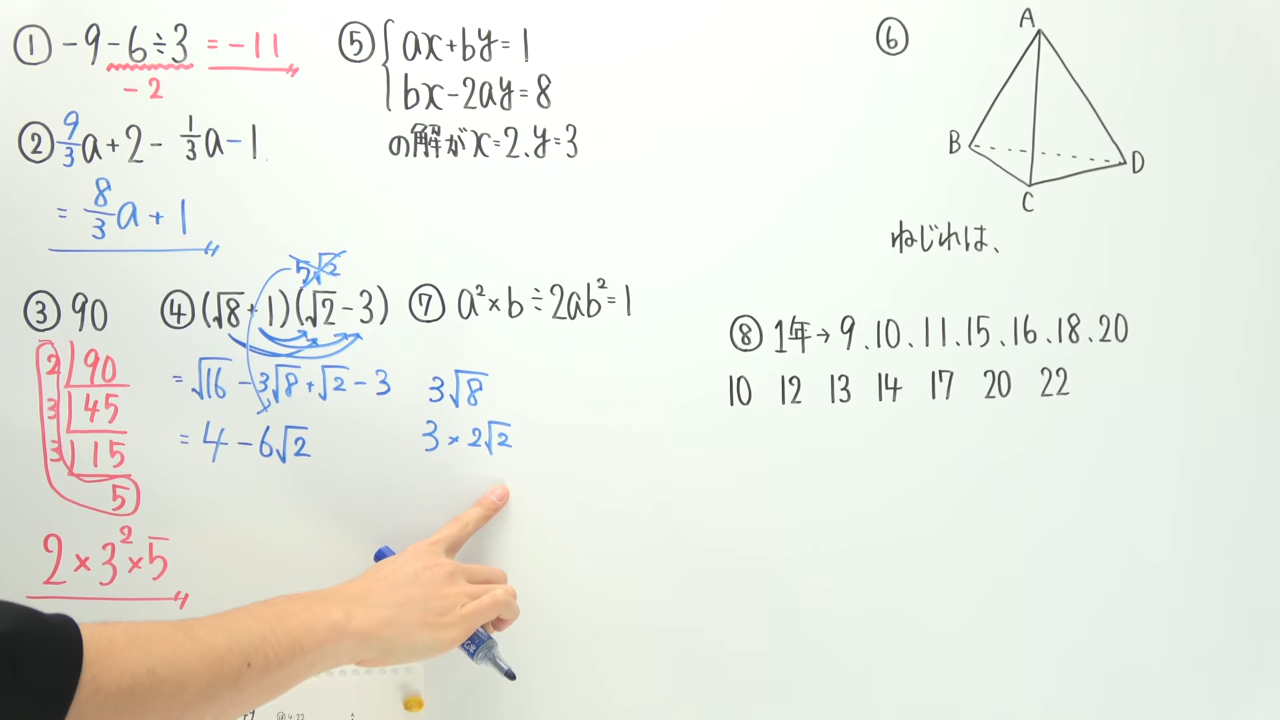 ① -9-6÷3 = -11
-2
② 9/3a+2-1/3a-1
= 8/3a+1
③ 90
2 90
3 45
3 15
5
2×3²×5
④ (√8+1)(√2-3)
5√2
= √16-3√8+√2-3
= 4-6√2
3√8
3×2√2
⑤ { ax+by=1
bx-2ay=8
の解がx=2.y=3
⑥
A
B
C
D
ねじれは、
⑦ a²×b÷2ab²=1
⑧ 1年→9、10、11、15、16、18、20
10 12 13 14 17 20 22